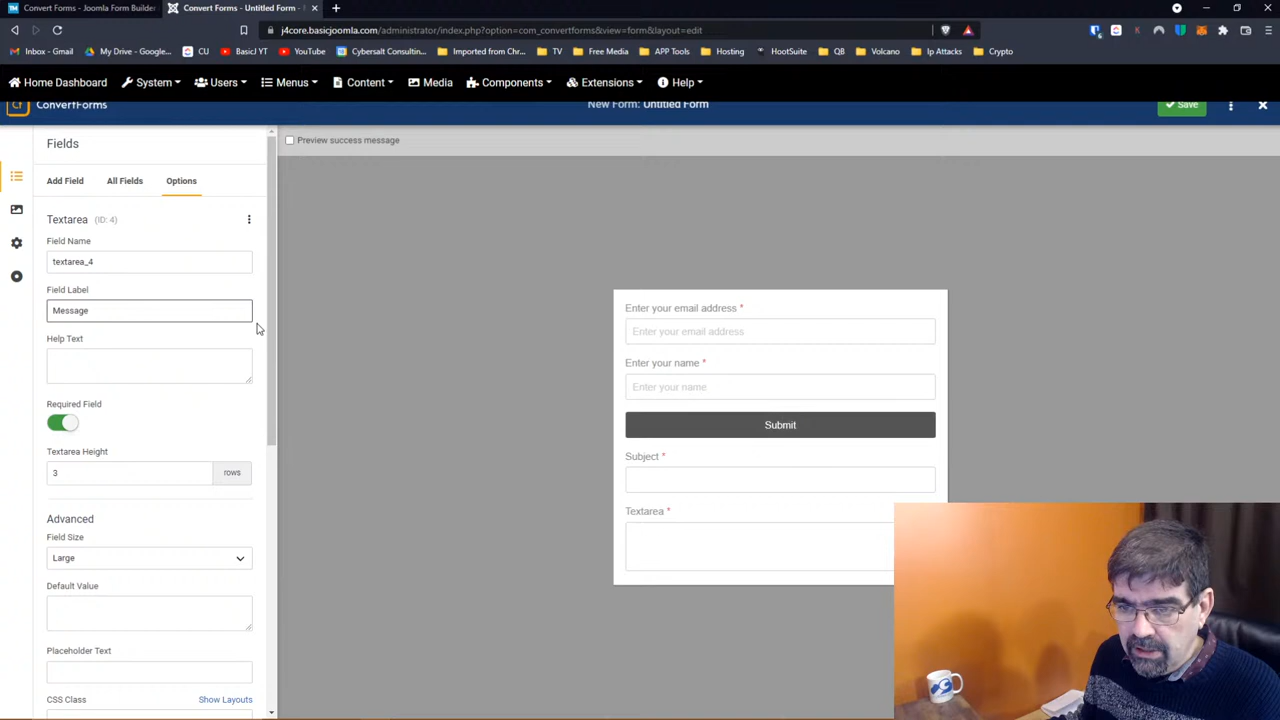 Convert Forms - Joomla Form Builder
Convert Forms: Untitled Form -
j4core.basicjoomla.com/administrator/index.php?option=com_convertforms&view=form&layout=edit
Inbox - Gmail
My Drive - Google...
CU
Basic YT
YouTube
Cybersalt Consulting...
Imported from Chr...
TV
Free Media
APP Tools
Hosting
HootSuite
QB
Volcano
Ip Attacks
Crypto
Home Dashboard
System
Users
Menus
Content
Media
Components
Extensions
Help
Cf
ConvertForms
New Form: Untitled Form
Save
Fields
Preview success message
Add Field
All Fields
Options
Textarea (ID: 4)
Field Name
textarea_4
Field Label
Message
Help Text
Required Field
Textarea Height
3 rows
Advanced
Field Size
Large
Default Value
Placeholder Text
CSS Class
Show Layouts
Enter your email address *
Enter your email address
Enter your name *
Enter your name
Submit
Subject *
Textarea *